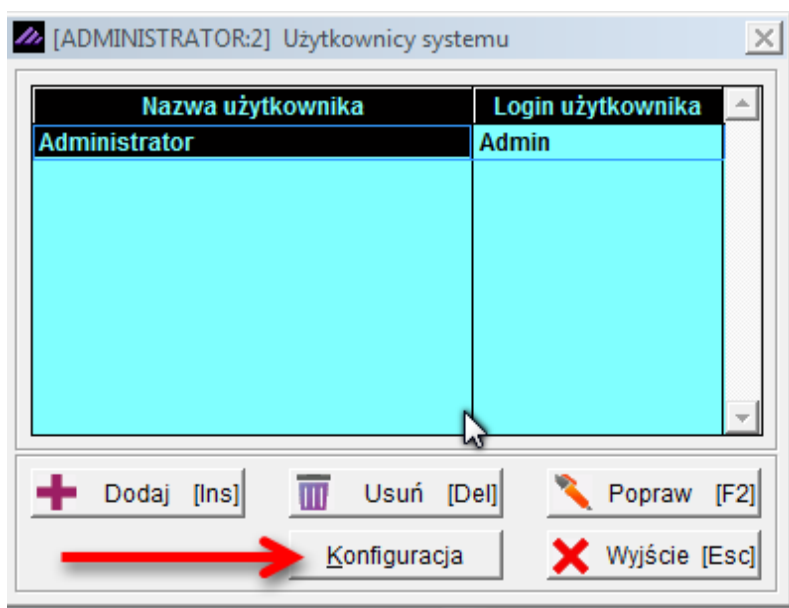 [ADMINISTRATOR:2] Użytkownicy systemu
Nazwa użytkownika Login użytkownika
Administrator Admin
Dodaj [Ins] Usuń [Del] Popraw [F2]
Konfiguracja Wyjście [Esc]